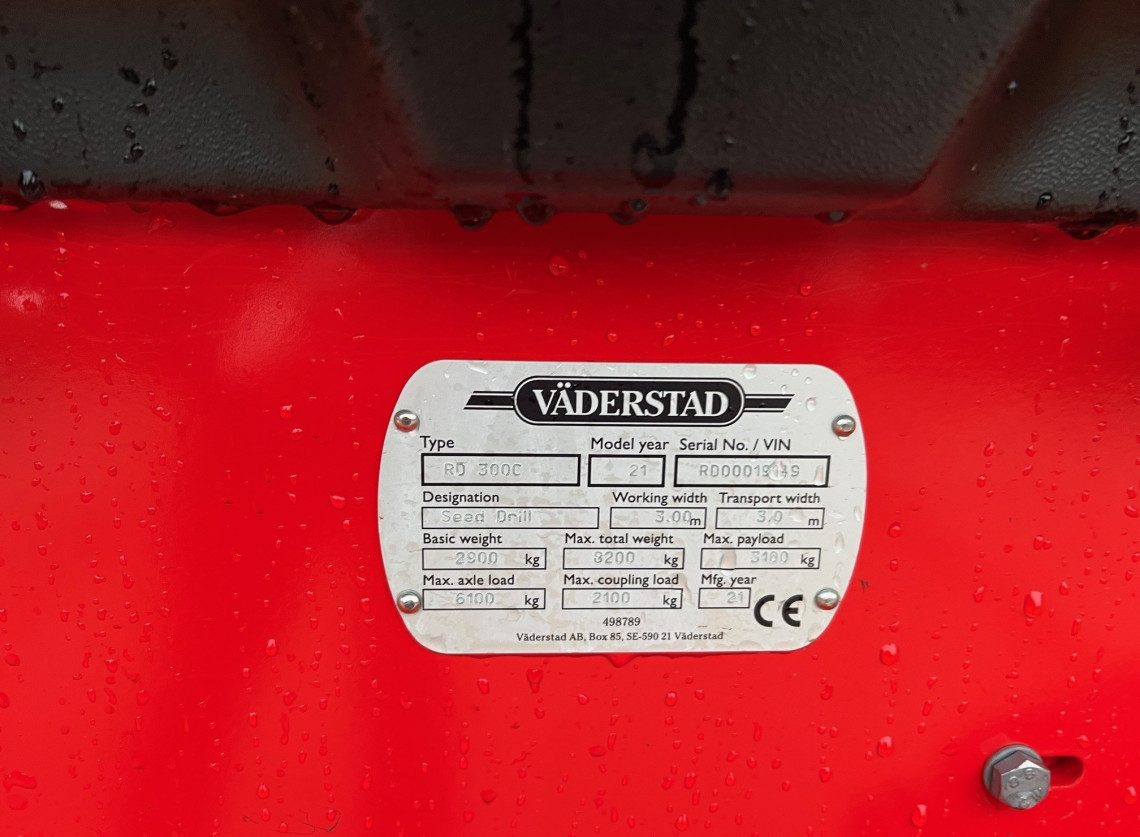 VÄDERSTAD
Type Model year Serial No. / VIN
RD 300C 21 RD00019149
Designation Working width Transport width
Seed Drill 3.00 m 3.0 m
Basic weight Max. total weight Max. payload
2900 kg 8200 kg kg
Max. axle load Max. coupling load Mfg. year
6100 kg 2100 kg 21 CE
498789
Väderstad AB, Box 85, SE-590 21 Väderstad